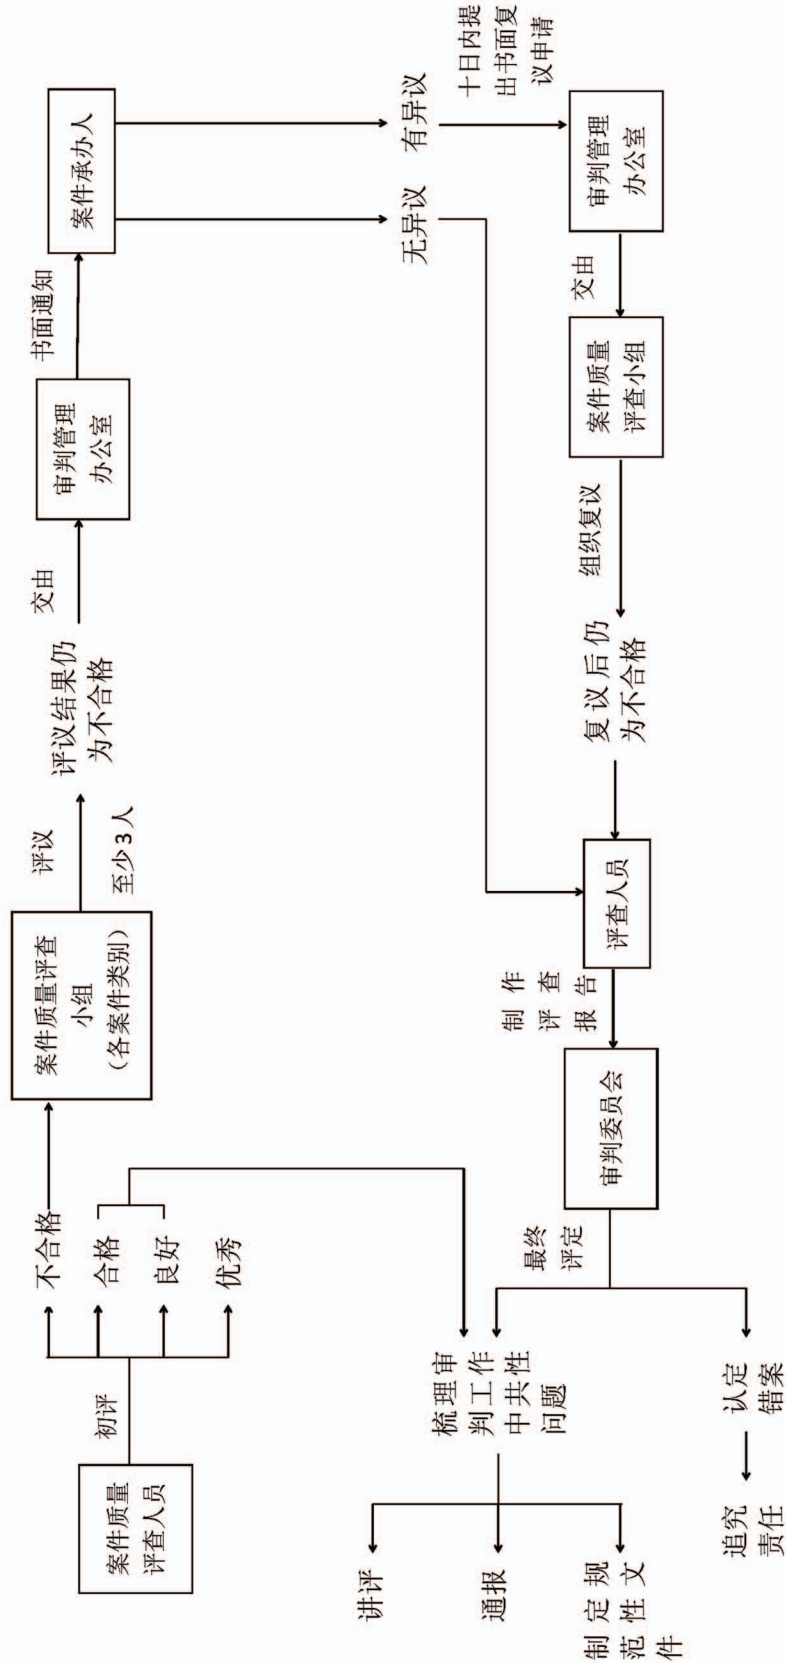 案件质量
评查人员
初评
不合格
合格
良好
优秀
案件质量评查
小组
（各案件类别）
评议
至少3人
评议结果仍
为不合格
交由
审判管理
办公室
书面通知
案件承办人
无异议
有异议
十日内提
出书面复
议申请
审判管理
办公室
交由
案件质量
评查小组
组织复议
复议后仍
为不合格
评查人员
制作
评查
报告
审判委员会
最终
评定
梳理审
判工作
中共性
问题
认定
错案
追究
责任
讲评
通报
制定规
范性文
件